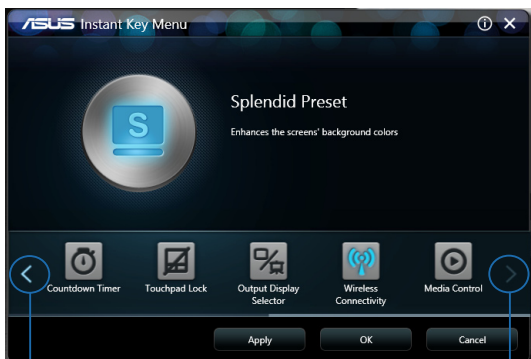 ASUS Instant Key Menu
S
Splendid Preset
Enhances the screens' background colors
Countdown Timer
Touchpad Lock
Output Display
Selector
Wireless
Connectivity
Media Control
Apply
OK
Cancel